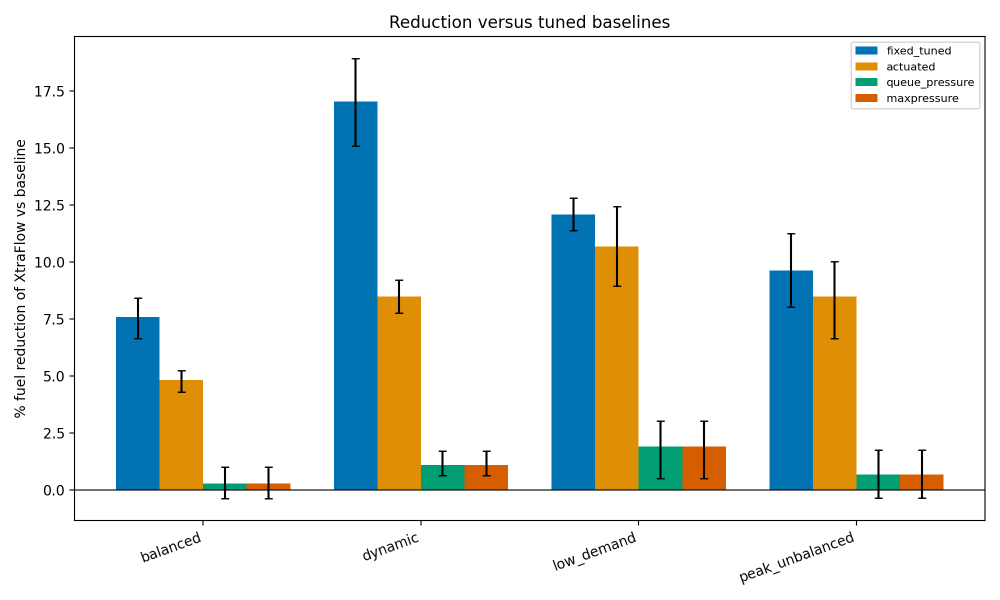 Reduction versus tuned baselines
% fuel reduction of XtraFlow vs baseline
17.5
15.0
12.5
10.0
7.5
5.0
2.5
0.0
fixed_tuned
actuated
queue_pressure
maxpressure
balanced
dynamic
low_demand
peak_unbalanced